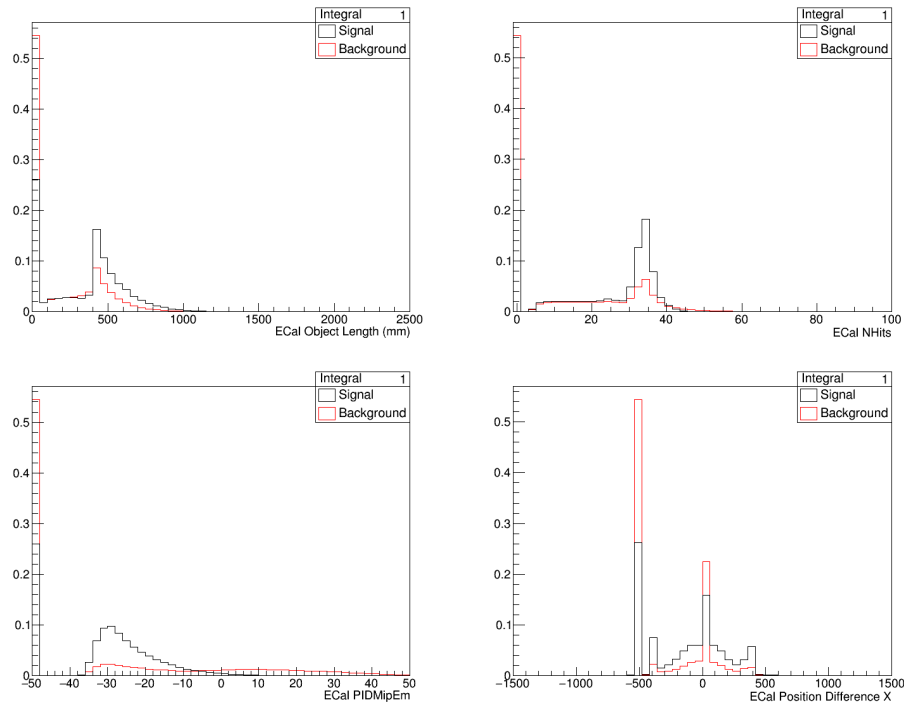 Integral 1
Signal
Background
0.5
0.4
0.3
0.2
0.1
0
0 500 1000 1500 2000 2500
ECal Object Length (mm)
Integral 1
Signal
Background
0.5
0.4
0.3
0.2
0.1
0
0 20 40 60 80 100
ECal NHits
Integral 1
Signal
Background
0.5
0.4
0.3
0.2
0.1
0
−50 −40 −30 −20 −10 0 10 20 30 40 50
ECal PIDMipEm
Integral 1
Signal
Background
0.5
0.4
0.3
0.2
0.1
0
−1500 −1000 −500 0 500 1000 1500
ECal Position Difference X